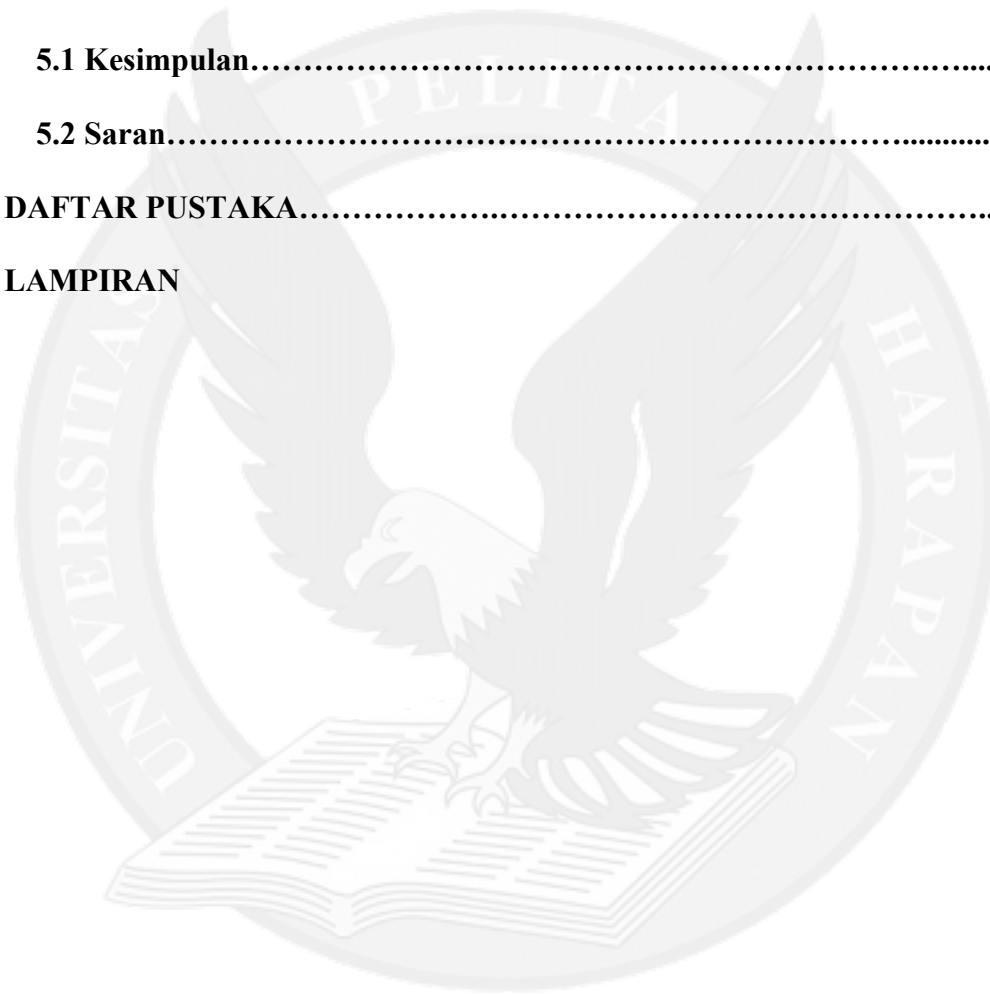 5.1 Kesimpulan……………………………………………………….…....
5.2 Saran………………………………………………………………..........
DAFTAR PUSTAKA……………….……………………………………..
LAMPIRAN
UNIVERSITAS PELITA HARAPAN